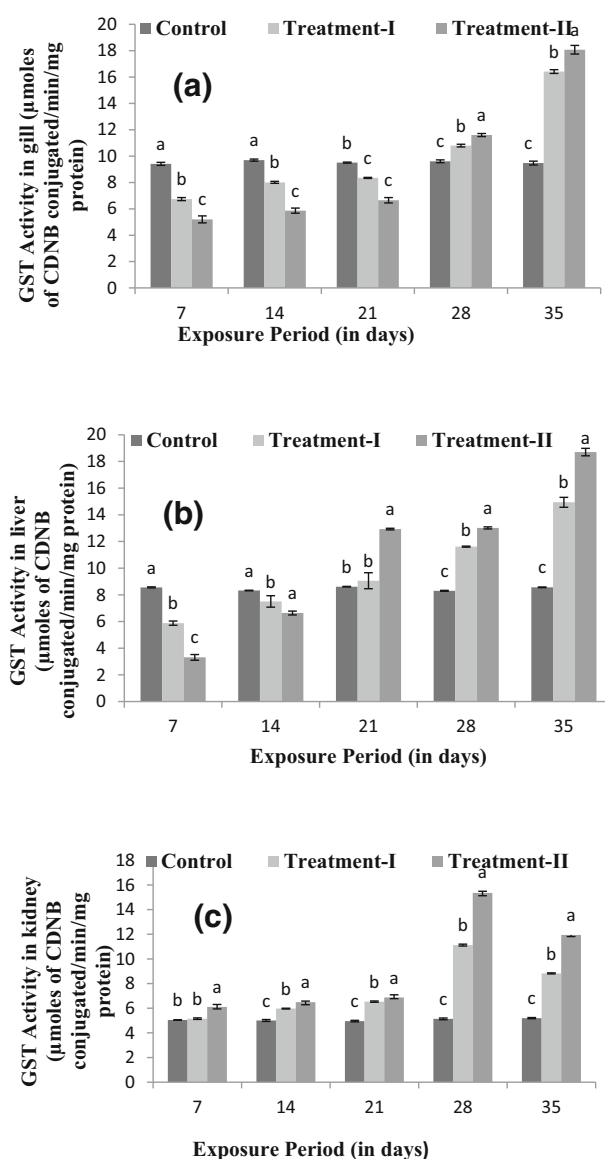 Control Treatment-I Treatment-II
(a)
GST Activity in gill (µmoles
of CDNB conjugated/min/mg
protein)
20
18
16
14
12
10
8
6
4
2
0
a b c
a b c
b c c
c b a
c b a
7 14 21 28 35
Exposure Period (in days)
Control Treatment-I Treatment-II
(b)
GST Activity in liver
(µmoles of CDNB
conjugated/min/mg protein)
20
18
16
14
12
10
8
6
4
2
0
a b c
a b a
b b a
c b a
c b a
7 14 21 28 35
Exposure Period (in days)
Control Treatment-I Treatment-II
(c)
GST Activity in kidney
(µmoles of CDNB
conjugated/min/mg
protein)
18
16
14
12
10
8
6
4
2
0
b b a
c b a
c b a
c b a
c b a
7 14 21 28 35
Exposure Period (in days)